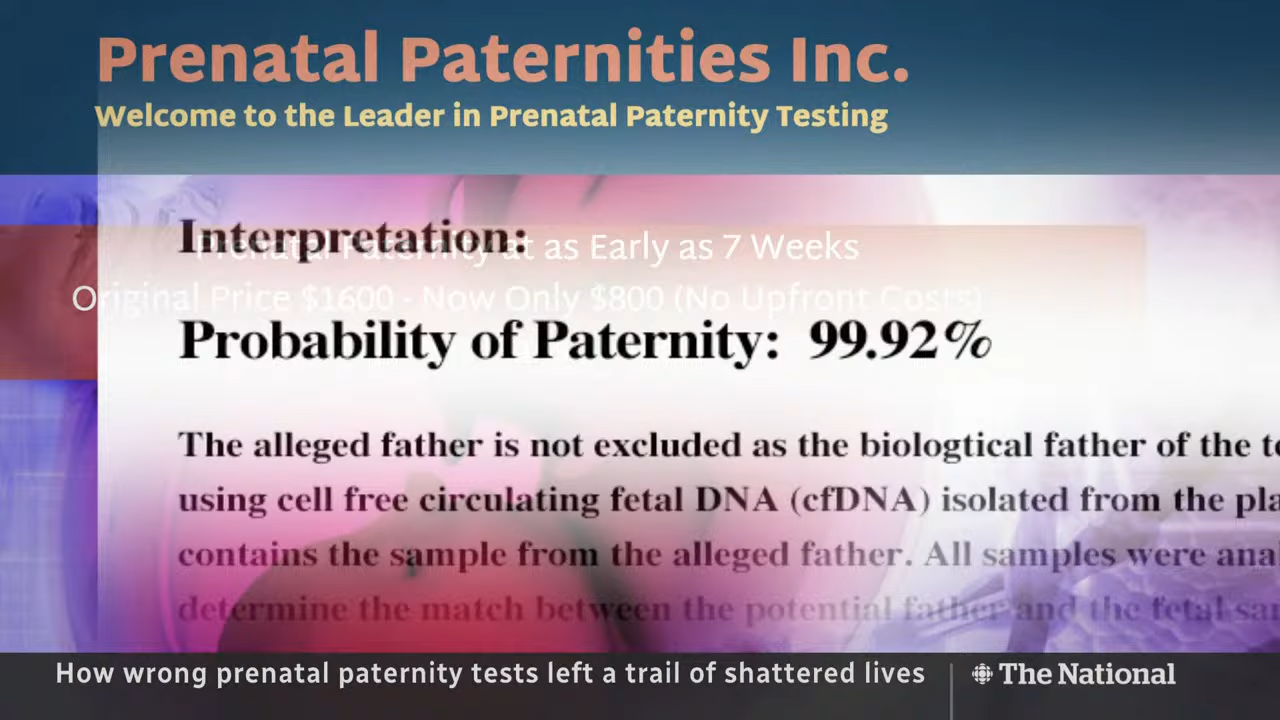 Prenatal Paternities Inc.
Welcome to the Leader in Prenatal Paternity Testing
Interpretation:
Prenatal Paternity at as Early as 7 Weeks
Original Price $1600 - Now Only $800 (No Upfront Costs)
Probability of Paternity: 99.92%
The alleged father is not excluded as the biologtical father of the
using cell free circulating fetal DNA (cfDNA) isolated from the
contains the sample from the alleged father. All samples were
determine the match between the potential father and the fetal
How wrong prenatal paternity tests left a trail of shattered lives
The National